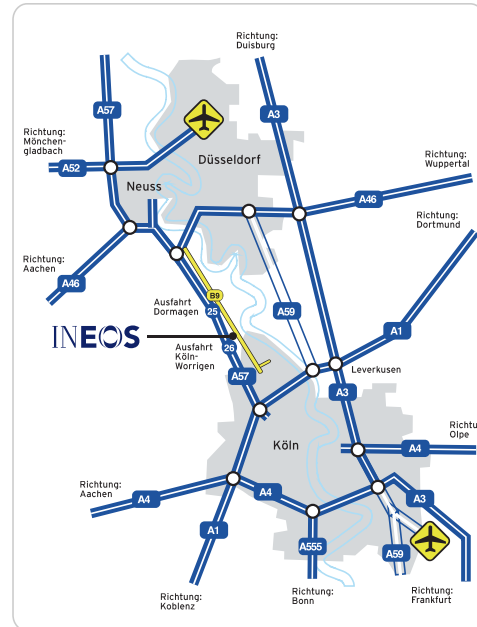 Richtung:
Duisburg
A57
A3
Richtung:
Mönchen-
gladbach
A52
Düsseldorf
Neuss
Richtung:
Wuppertal
A46
Richtung:
Dortmund
Richtung:
Aachen
A46
B9
Ausfahrt
Dormagen
25
A59
A1
INEOS
Ausfahrt
Köln-
Worrigen
26
A57
Leverkusen
A3
Richtu
Olpe
Köln
A4
Richtung:
Aachen
A4
A4
A3
A1
A555
A59
Richtung:
Koblenz
Richtung:
Bonn
Richtung:
Frankfurt